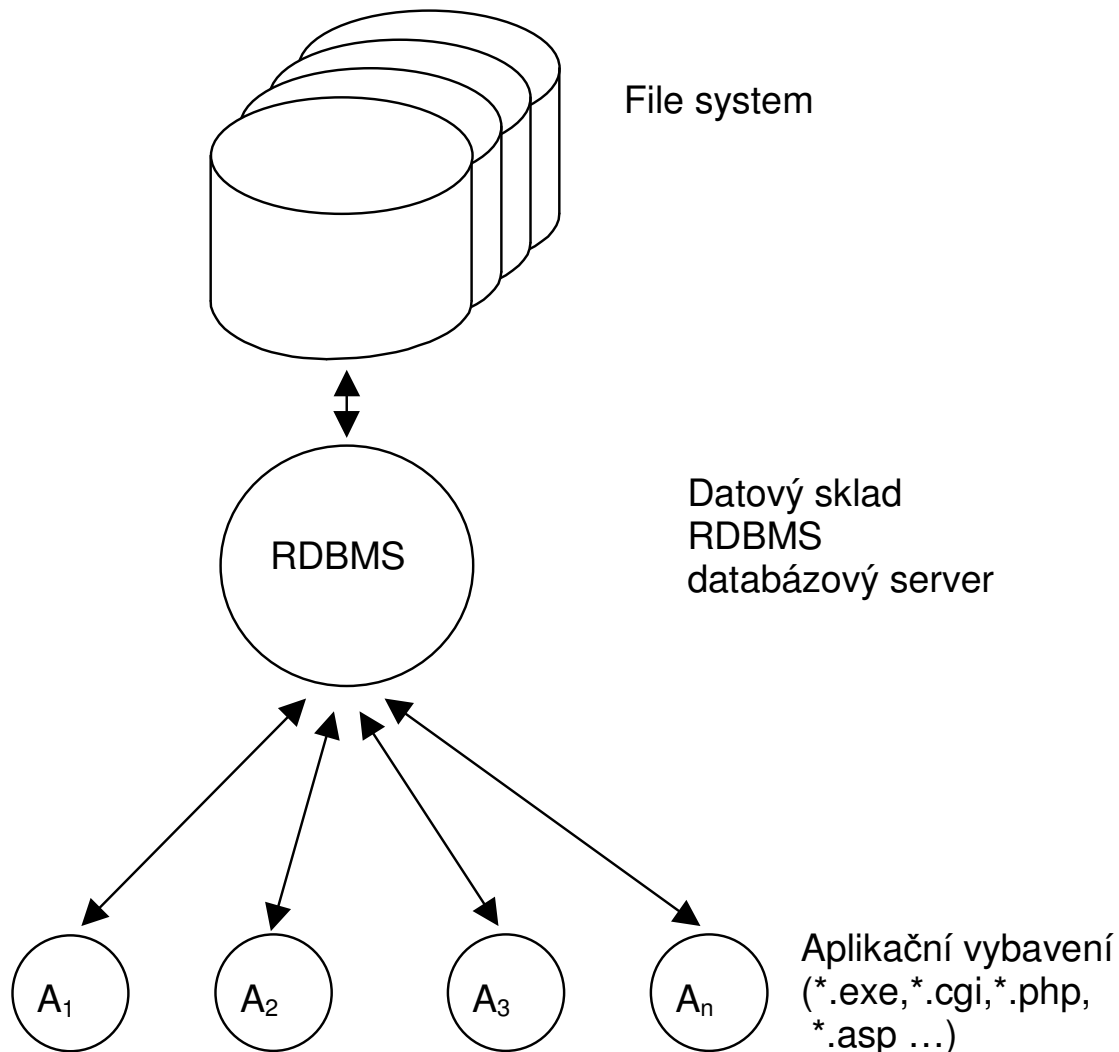 File system
RDBMS
Datový sklad
RDBMS
databázový server
A₁
A₂
A₃
Aₙ
Aplikační vybavení
(*.exe,*.cgi,*.php,
*.asp …)